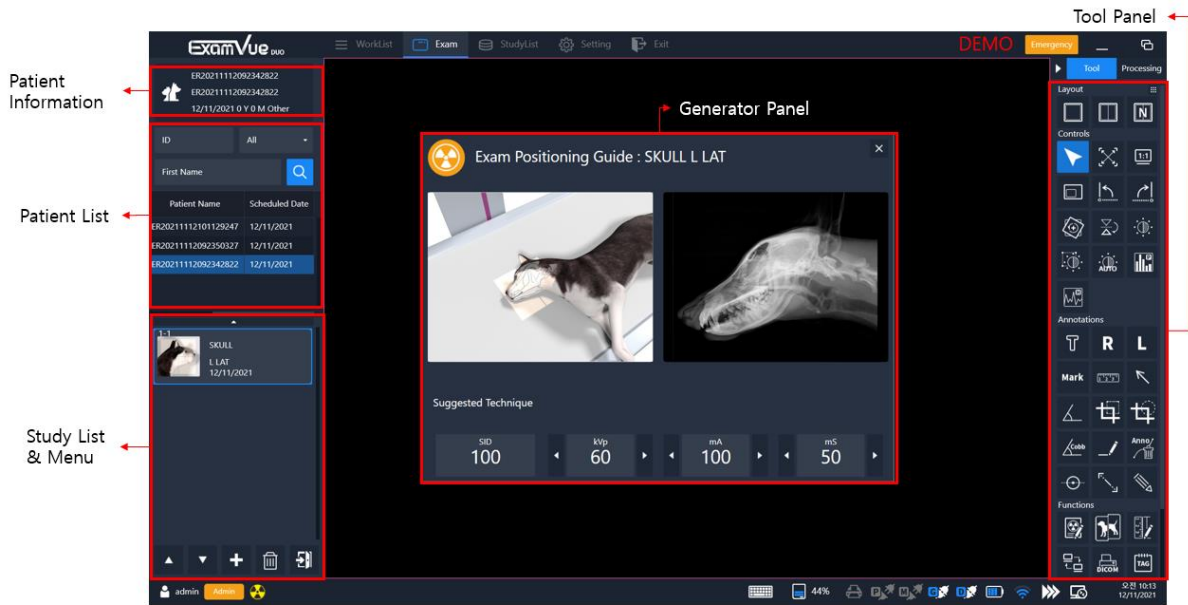 Tool Panel
ExamVue DUO
WorkList
Exam
StudyList
Setting
Exit
DEMO
Emergency
Patient
Information
ER20211112092342822
ER20211112092342822
12/11/2021 0 Y 0 M Other
Tool
Processing
Generator Panel
Layout
N
ID
All
First Name
Exam Positioning Guide : SKULL L LAT
Controls
1:1
Patient List
Patient Name
Scheduled Date
ER20211112101129247
12/11/2021
ER20211112092350327
12/11/2021
ER20211112092342822
12/11/2021
AUTO
Annotations
T
R
L
1-1
SKULL
L LAT
12/11/2021
Mark
Suggested Technique
Study List
& Menu
SID
100
kVp
60
mA
100
mS
50
Cobb
Anno
Functions
DICOM
TAG
admin
Admin
44%
오전 10:13
12/11/2021